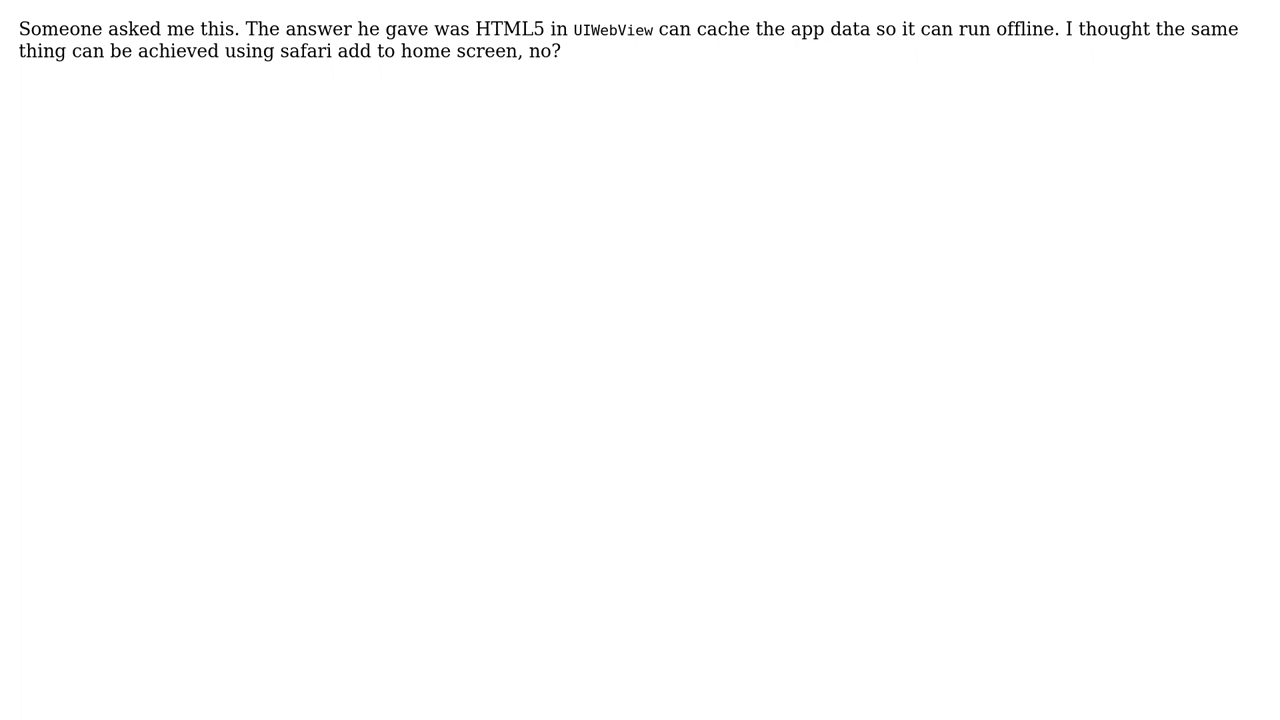 Someone asked me this. The answer he gave was HTML5 in UIWebView can cache the app data so it can run offline. I thought the same
thing can be achieved using safari add to home screen, no?